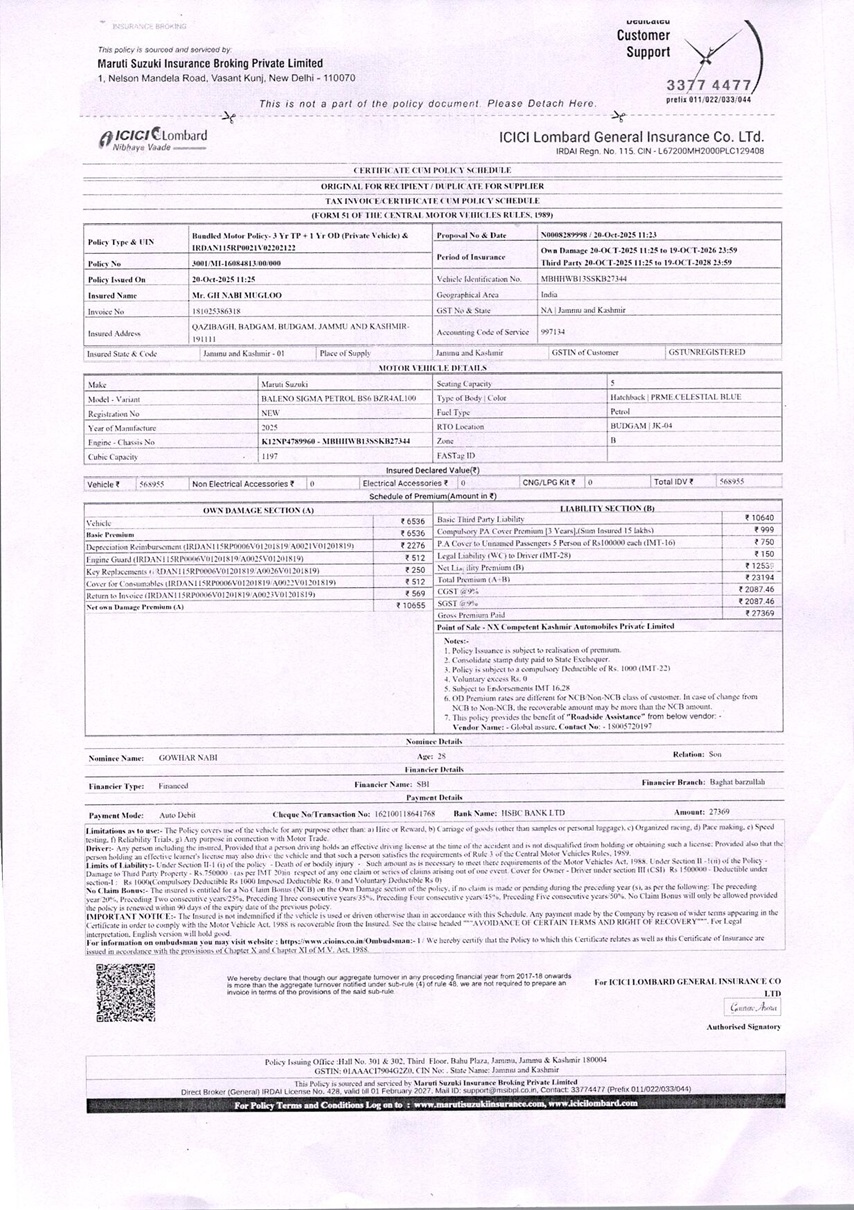 INSURANCE BROKING
This policy is sourced and serviced by:
Maruti Suzuki Insurance Broking Private Limited
1, Nelson Mandela Road, Vasant Kunj, New Delhi - 110070
Dedicated
Customer
Support
3377 4477
prefix 011/022/033/044
This is not a part of the policy document. Please Detach Here.
ICICI Lombard
Nibhaye Vaade
ICICI Lombard General Insurance Co. Ltd.
IRDAI Regn. No. 115. CIN - L67200MH2000PLC129408
CERTIFICATE CUM POLICY SCHEDULE
ORIGINAL FOR RECIPIENT / DUPLICATE FOR SUPPLIER
TAX INVOICE/CERTIFICATE CUM POLICY SCHEDULE
(FORM 51 OF THE CENTRAL MOTOR VEHICLES RULES, 1989)
Policy Type & UIN Bundled Motor Policy- 3 Yr TP + 1 Yr OD (Private Vehicle) & IRDAN115RP0021V02202122
Proposal No & Date N0008289998 / 20-Oct-2025 11:23
Period of Insurance Own Damage 20-OCT-2025 11:25 to 19-OCT-2026 23:59
Third Party 20-OCT-2025 11:25 to 19-OCT-2028 23:59
Policy No 3001/MI-16084813/00/000
Policy Issued On 20-Oct-2025 11:25 Vehicle Identification No. MBHHWB13SSKB27344
Insured Name Mr. GH NABI MUGLOO Geographical Area India
Invoice No 181025386318 GST No & State NA | Jammu and Kashmir
Insured Address QAZIBAGH, BADGAM, BUDGAM, JAMMU AND KASHMIR-191111 Accounting Code of Service 997134
Insured State & Code Jammu and Kashmir - 01 Place of Supply Jammu and Kashmir GSTIN of Customer GSTUNREGISTERED
MOTOR VEHICLE DETAILS
Make Maruti Suzuki Seating Capacity 5
Model - Variant BALENO SIGMA PETROL BS6 BZR4AL100 Type of Body | Color Hatchback | PRME.CELESTIAL BLUE
Registration No NEW Fuel Type Petrol
Year of Manufacture 2025 RTO Location BUDGAM | JK-04
Engine - Chassis No K12NP4789960 - MBHHWB13SSKB27344 Zone B
Cubic Capacity 1197 FASTag ID
Insured Declared Value(₹)
Vehicle ₹ 568955 Non Electrical Accessories ₹ 0 Electrical Accessories ₹ 0 CNG/LPG Kit ₹ 0 Total IDV ₹ 568955
Schedule of Premium(Amount in ₹)
OWN DAMAGE SECTION (A)
Vehicle ₹ 6536
Basic Premium ₹ 6536
Depreciation Reimbursement (IRDAN115RP0006V01201819/A0021V01201819) ₹ 2276
Engine Guard (IRDAN115RP0006V01201819/A0025V01201819) ₹ 512
Key Replacements (IRDAN115RP0006V01201819/A0026V01201819) ₹ 250
Cover for Consumables (IRDAN115RP0006V01201819/A0022V01201819) ₹ 512
Return to Invoice (IRDAN115RP0006V01201819/A0023V01201819) ₹ 569
Net own Damage Premium (A) ₹ 10655
LIABILITY SECTION (B)
Basic Third Party Liability ₹ 10640
Compulsory PA Cover Premium [3 Years],(Sum Insured 15 lakhs) ₹ 999
P.A Cover to Unnamed Passengers 5 Person of Rs100000 each (IMT-16) ₹ 750
Legal Liability (WC) to Driver (IMT-28) ₹ 150
Net Liability Premium (B) ₹ 12539
Total Premium (A+B) ₹ 23194
CGST @9% ₹ 2087.46
SGST @9% ₹ 2087.46
Gross Premium Paid ₹ 27369
Point of Sale - NX Competent Kashmir Automobiles Private Limited
Notes:-
1. Policy Issuance is subject to realisation of premium.
2. Consolidate stamp duty paid to State Exchequer.
3. Policy is subject to a compulsory Deductible of Rs. 1000 (IMT-22)
4. Voluntary excess Rs. 0
5. Subject to Endorsements IMT 16,28
6. OD Premium rates are different for NCB/Non-NCB class of customer. In case of change from
NCB to Non-NCB, the recoverable amount may be more than the NCB amount.
7. This policy provides the benefit of "Roadside Assistance" from below vendor: -
Vendor Name: - Global assure, Contact No: - 18005720197
Nominee Details
Nominee Name: GOWHAR NABI Age: 28 Relation: Son
Financier Details
Financier Type: Financed Financier Name: SBI Financier Branch: Baghat barzullah
Payment Details
Payment Mode: Auto Debit Cheque No/Transaction No: 162100118641768 Bank Name: HSBC BANK LTD Amount: 27369
Limitations as to use:- The Policy covers use of the vehicle for any purpose other than: a) Hire or Reward, b) Carriage of goods (other than samples or personal luggage), c) Organized racing, d) Pace making, e) Speed
testing, f) Reliability Trials, g) Any purpose in connection with Motor Trade.
Driver:- Any person including the insured, Provided that a person driving holds an effective driving license at the time of the accident and is not disqualified from holding or obtaining such a license: Provided also that the
person holding an effective learner's license may also drive the vehicle and that such a person satisfies the requirements of Rule 3 of the Central Motor Vehicles Rules, 1989.
Limits of Liability:- Under Section II-1 (i) of the policy - Death of or bodily injury - Such amount as is necessary to meet there requirements of the Motor Vehicles Act, 1988. Under Section II -1(ii) of the Policy -
Damage to Third Party Property - Rs.750000 (as per IMT 20)in respect of any one claim or series of claims arising out of one event. Cover for Owner - Driver under section III (CSI) Rs 1500000 - Deductible under
section-I : Rs 1000(Compulsory Deductible Rs 1000 Imposed Deductible Rs. 0 and Voluntary Deductible Rs 0)
No Claim Bonus:- The insured is entitled for a No Claim Bonus (NCB) on the Own Damage section of the policy, if no claim is made or pending during the preceding year (s), as per the following: The preceding
year/20%, Preceding Two consecutive years/25%, Preceding Three consecutive years/35%, Preceding Four consecutive years/45%, Preceding Five consecutive years/50%. No Claim Bonus will only be allowed provided
the policy is renewed within 90 days of the expiry date of the previous policy.
IMPORTANT NOTICE:- The Insured is not indemnified if the vehicle is used or driven otherwise than in accordance with this Schedule. Any payment made by the Company by reason of wider terms appearing in the
Certificate in order to comply with the Motor Vehicle Act, 1988 is recoverable from the Insured. See the clause headed """AVOIDANCE OF CERTAIN TERMS AND RIGHT OF RECOVERY""". For Legal
interpretation, English version will hold good.
For information on ombudsman you may visit website : https://www.cioins.co.in/Ombudsman:- I / We hereby certify that the Policy to which this Certificate relates as well as this Certificate of Insurance are
issued in accordance with the provisions of Chapter X and Chapter XI of M.V. Act, 1988.
We hereby declare that though our aggregate turnover in any preceding financial year from 2017-18 onwards
is more than the aggregate turnover notified under sub-rule (4) of rule 48, we are not required to prepare an
invoice in terms of the provisions of the said sub-rule.
For ICICI LOMBARD GENERAL INSURANCE CO
LTD
Authorised Signatory
Policy Issuing Office :Hall No. 301 & 302, Third Floor, Bahu Plaza, Jammu, Jammu & Kashmir 180004
GSTIN: 01AAACI7904G2Z0, CIN No: . State Name: Jammu and Kashmir
This Policy is sourced and serviced by Maruti Suzuki Insurance Broking Private Limited
Direct Broker (General) IRDAI License No. 428, valid till 01 February 2027, Mail ID: support@msibpl.co.in, Contact: 33774477 (Prefix 011/022/033/044)
For Policy Terms and Conditions Log on to : www.marutisuzukiinsurance.com, www.icicilombard.com